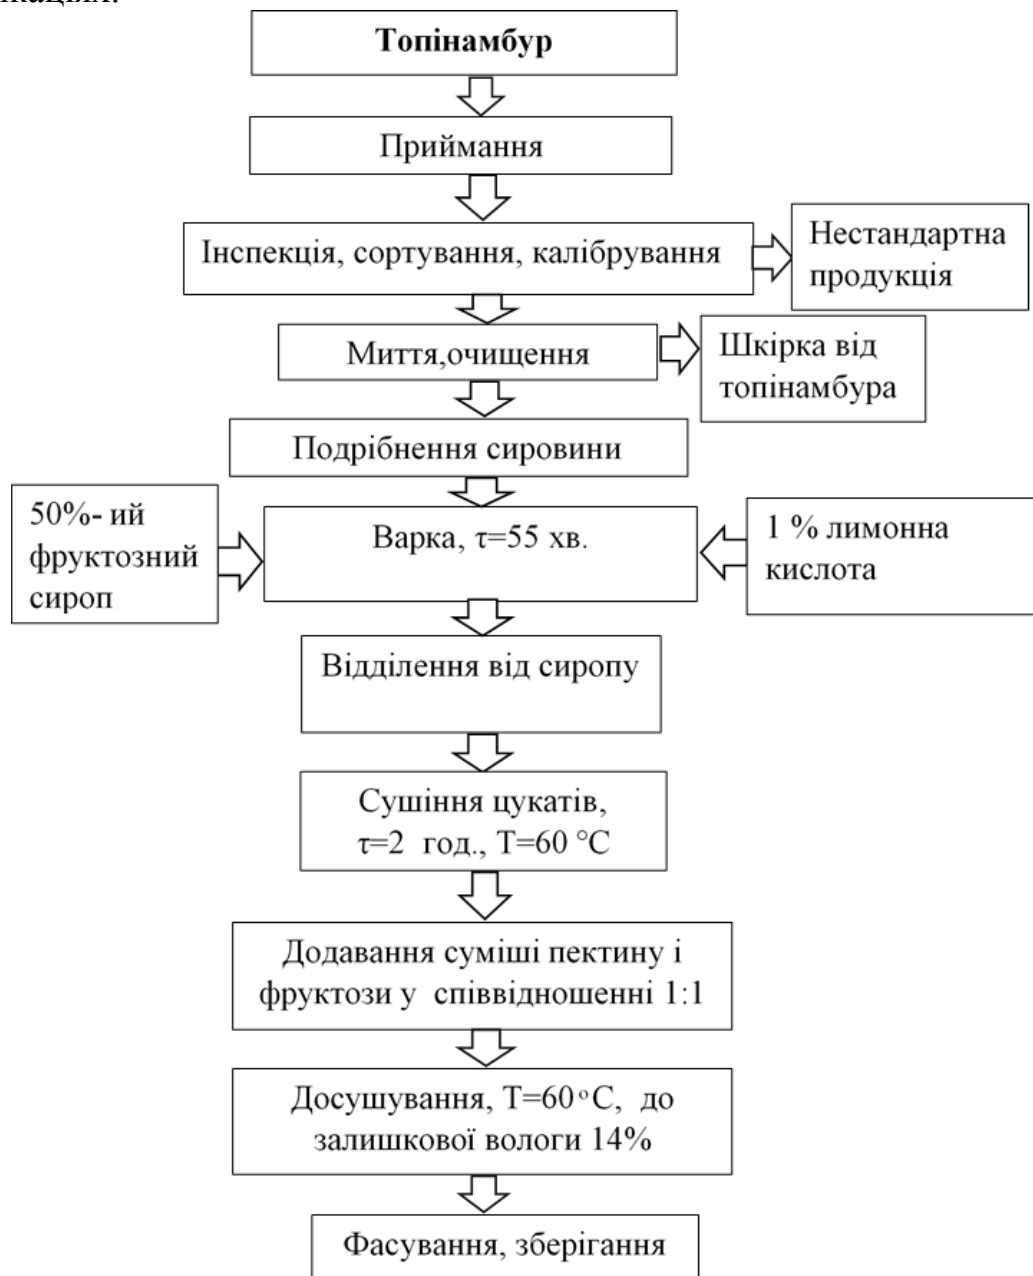 Топінамбур
Приймання
Інспекція, сортування, калібрування
Нестандартна
продукція
Миття,очищення
Шкірка від
топінамбура
Подрібнення сировини
50%- ий
фруктозний
сироп
Варка, τ=55 хв.
1 % лимонна
кислота
Відділення від сиропу
Сушіння цукатів,
τ=2 год., Т=60 °С
Додавання суміші пектину і
фруктози у співвідношенні 1:1
Досушування, Т=60°С, до
залишкової вологи 14%
Фасування, зберігання